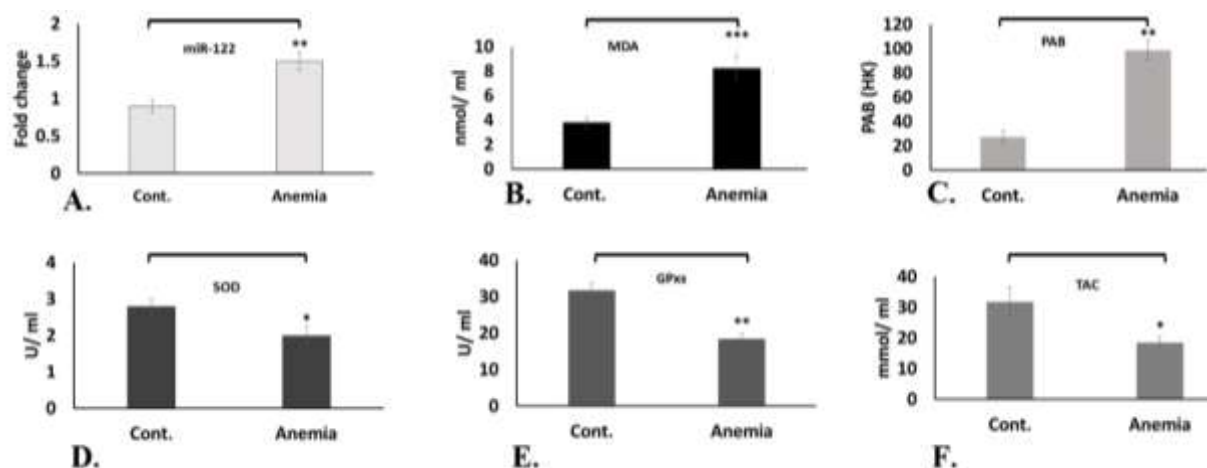 2
1.5
1
0.5
0
Fold change
miR-122
**
Cont.
Anemia
A.
10
8
6
4
2
0
nmol/ ml
MDA
***
Cont.
Anemia
B.
120
100
80
60
40
20
0
PAB (HK)
PAB
**
Cont.
Anemia
C.
4
3
2
1
0
U/ ml
SOD
*
Cont.
Anemia
D.
40
30
20
10
0
U/ ml
GPxs
**
Cont.
Anemia
E.
40
30
20
10
0
mmol/ ml
TAC
*
Cont.
Anemia
F.